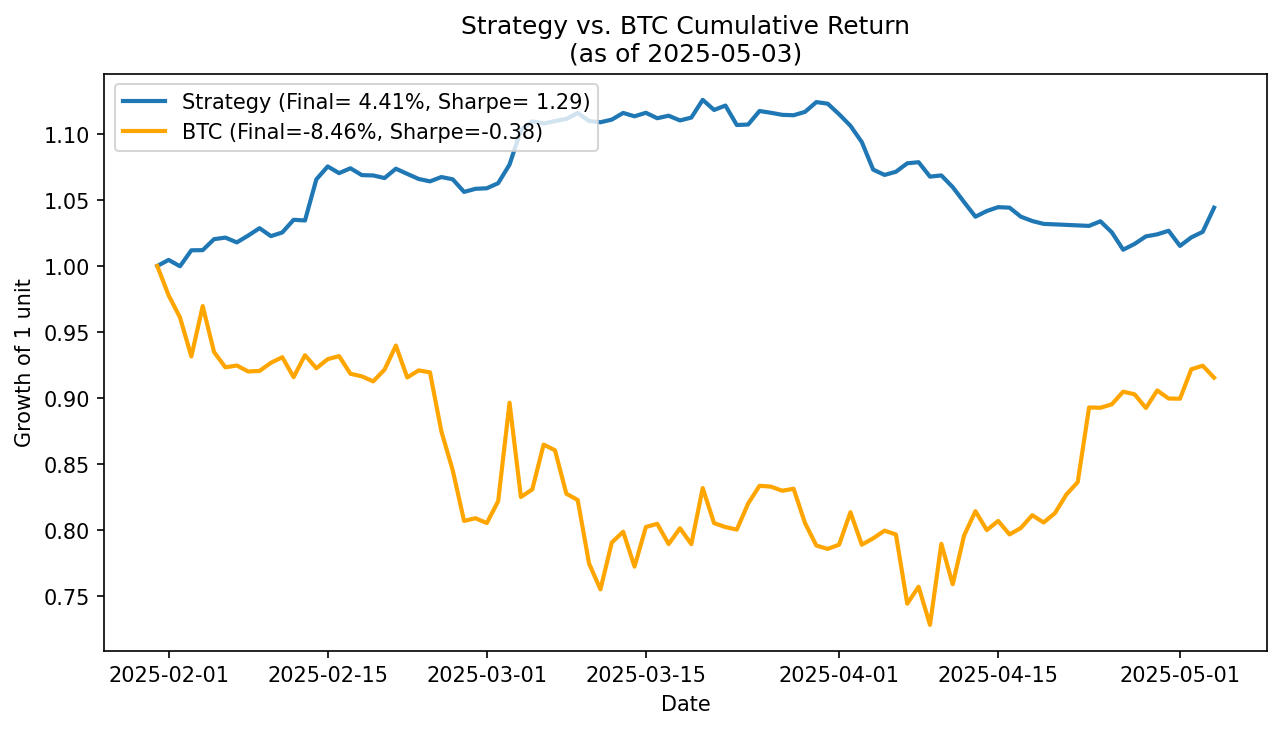 Strategy vs. BTC Cumulative Return
(as of 2025-05-03)
Strategy (Final= 4.41%, Sharpe= 1.29)
BTC (Final=-8.46%, Sharpe=-0.38)
Growth of 1 unit
1.10
1.05
1.00
0.95
0.90
0.85
0.80
0.75
2025-02-01 2025-02-15 2025-03-01 2025-03-15 2025-04-01 2025-04-15 2025-05-01
Date